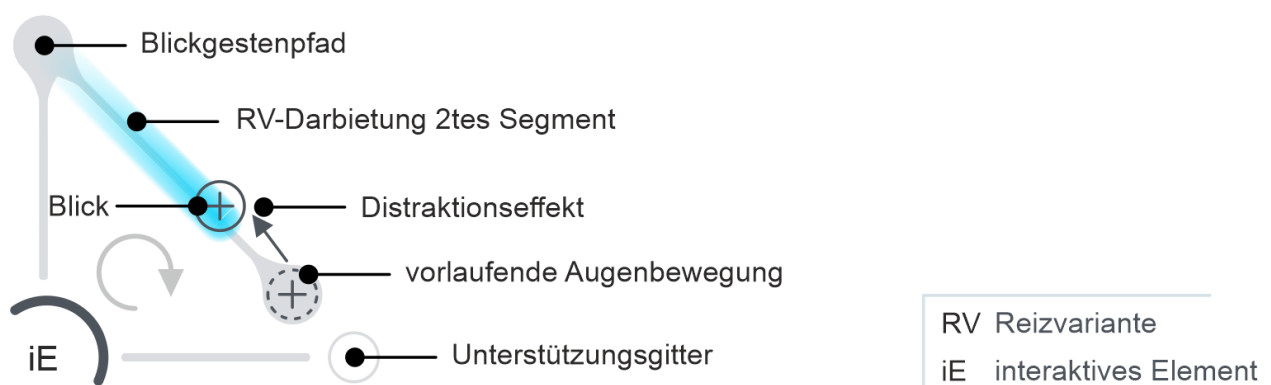 Blickgestenpfad
RV-Darbietung 2tes Segment
Blick
Distraktionseffekt
vorlaufende Augenbewegung
Unterstützungsgitter
iE
RV Reizvariante
iE interaktives Element